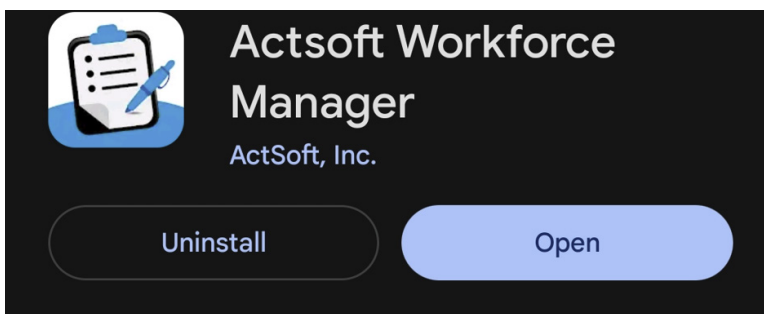 Actsoft Workforce
Manager
ActSoft, Inc.
Uninstall
Open